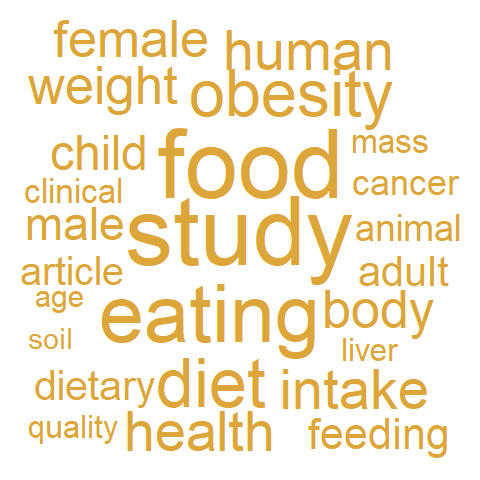 female human
weight obesity
child food mass
clinical cancer
male study animal
article adult
age eating body
soil liver
dietary diet intake
quality health feeding